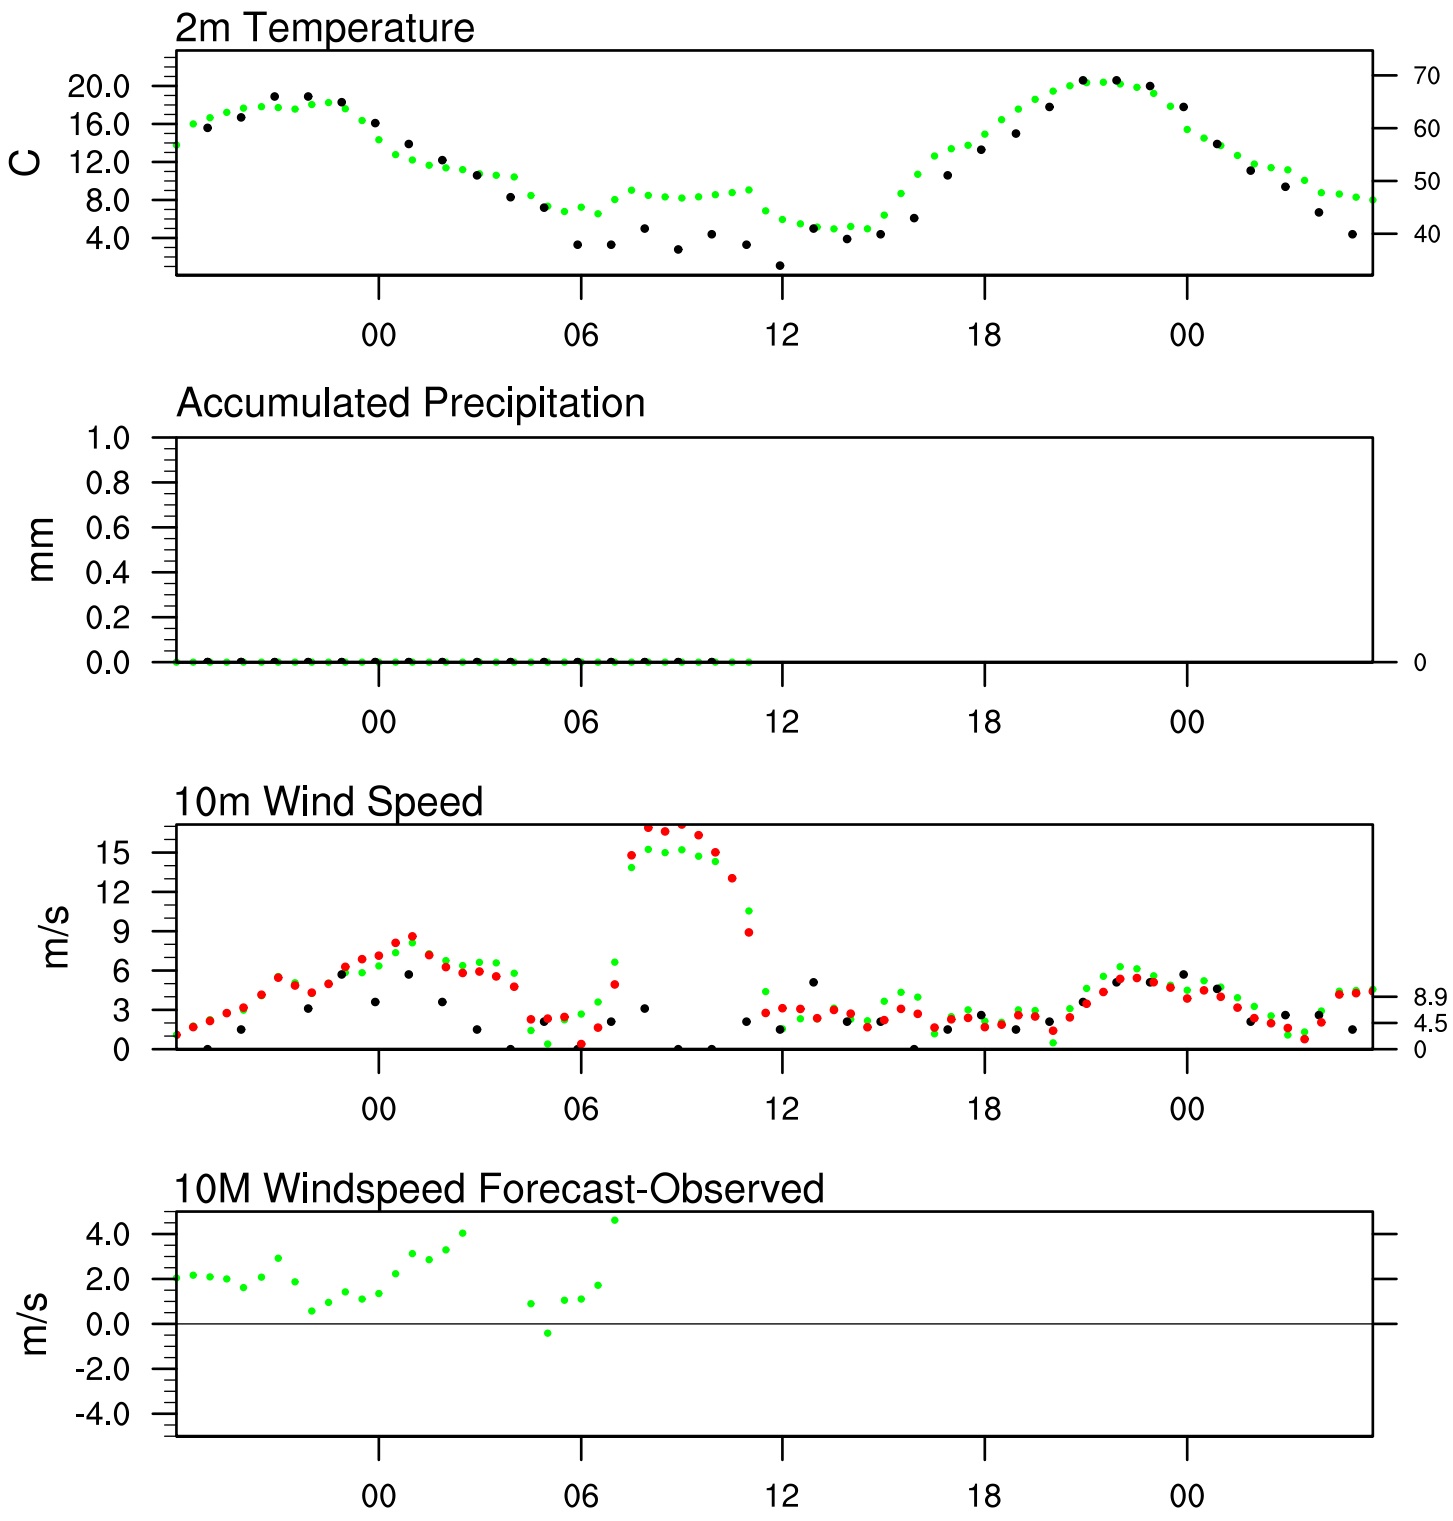 2m Temperature
20.0
16.0
12.0
8.0
4.0
C
70
60
50
40
00 06 12 18 00
Accumulated Precipitation
1.0
0.8
0.6
0.4
0.2
0.0
mm
0
00 06 12 18 00
10m Wind Speed
15
12
9
6
3
0
m/s
8.9
4.5
0
00 06 12 18 00
10M Windspeed Forecast-Observed
4.0
2.0
0.0
-2.0
-4.0
m/s
00 06 12 18 00